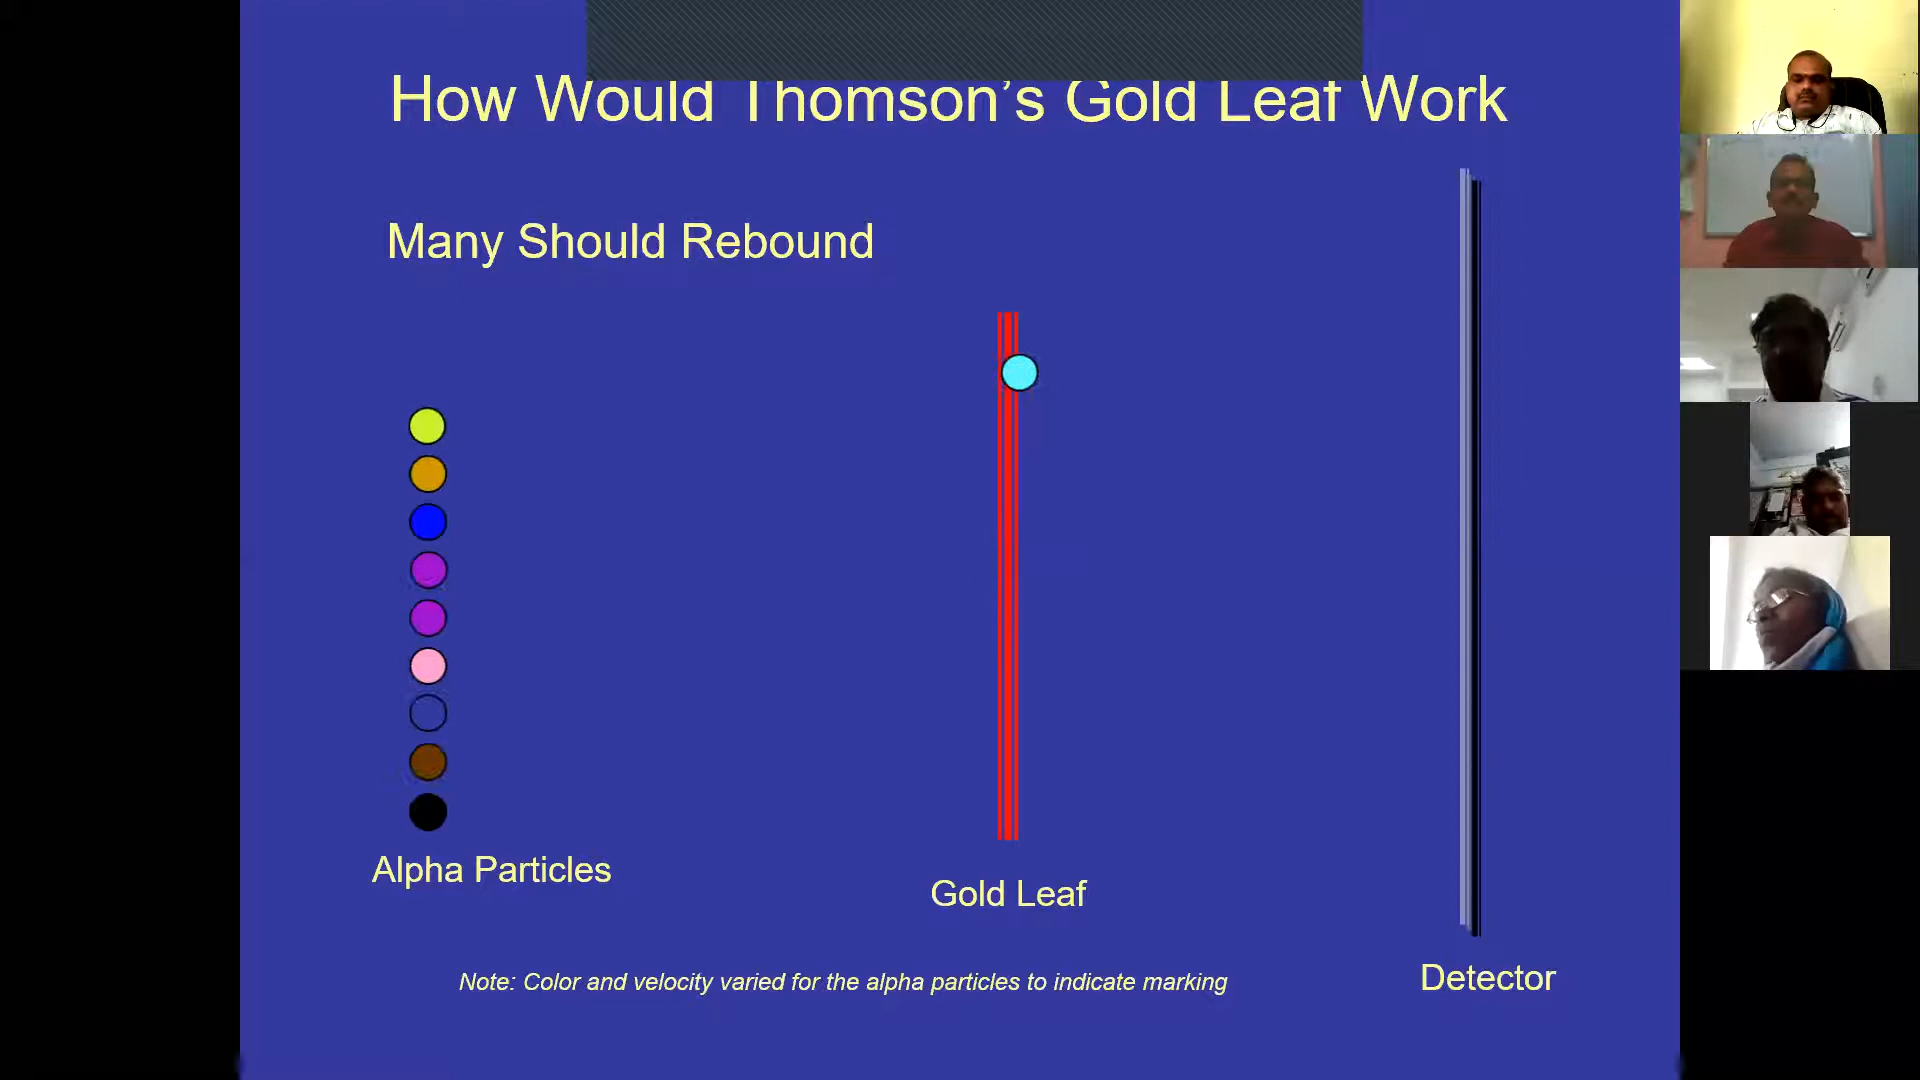 How Would Thomson's Gold Leaf Work
Many Should Rebound
Alpha Particles
Gold Leaf
Note: Color and velocity varied for the alpha particles to indicate marking
Detector